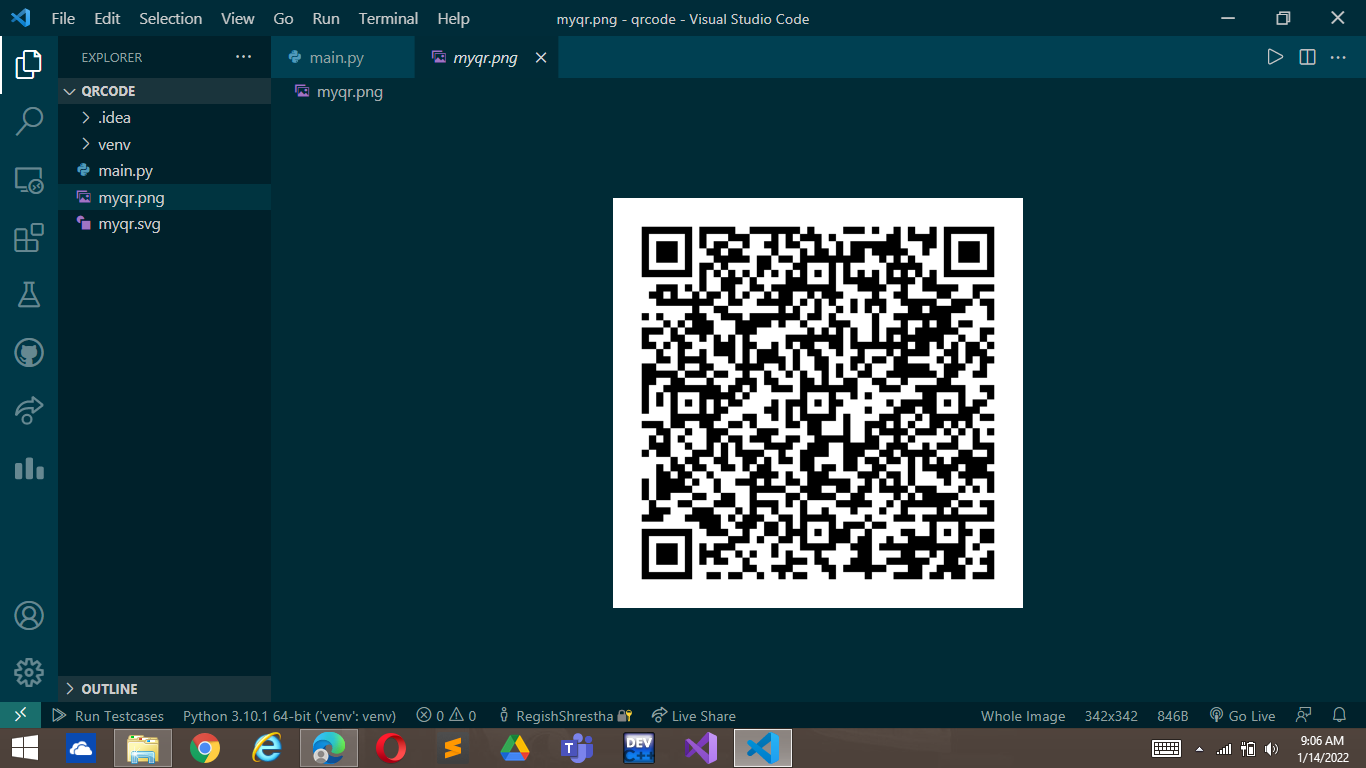 File Edit Selection View Go Run Terminal Help
myqr.png - qrcode - Visual Studio Code
EXPLORER
main.py
myqr.png
QRCODE
myqr.png
.idea
venv
main.py
myqr.png
myqr.svg
OUTLINE
Run Testcases Python 3.10.1 64-bit ('venv': venv) 0 0 RegishShrestha Live Share Whole Image 342x342 846B Go Live
DEV
C++
9:06 AM
1/14/2022